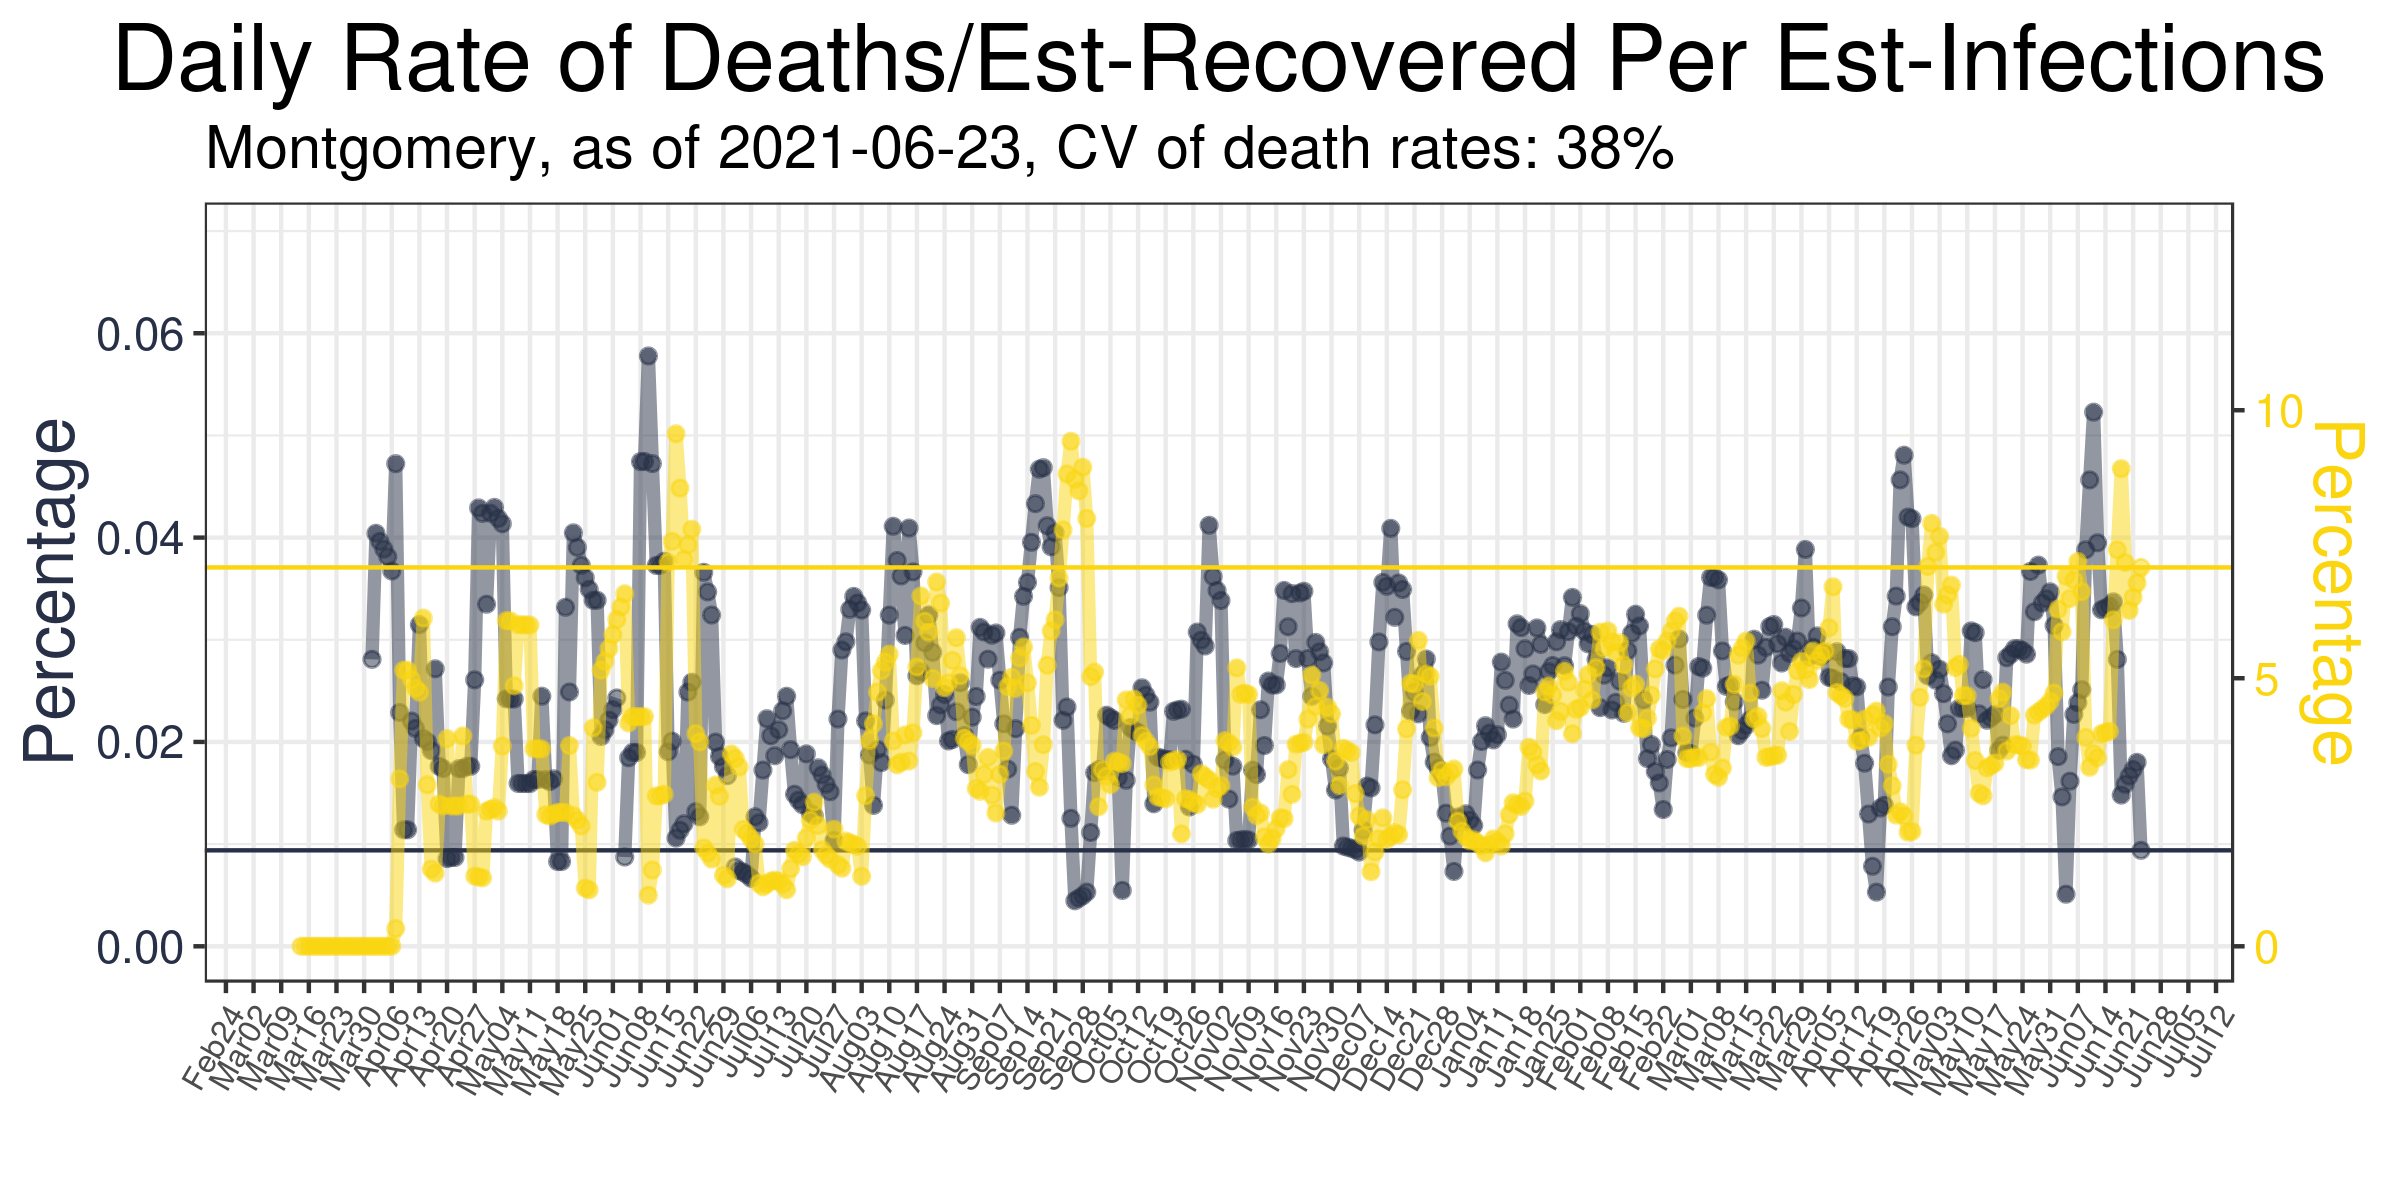 Daily Rate of Deaths/Est-Recovered Per Est-Infections
Montgomery, as of 2021-06-23, CV of death rates: 38%
Percentage
0.06
0.04
0.02
0.00
10
5
0
Percentage
Feb24
Mar02
Mar09
Mar16
Mar23
Mar30
Apr06
Apr13
Apr20
Apr27
May04
May11
May18
May25
Jun01
Jun08
Jun15
Jun22
Jun29
Jul06
Jul13
Jul20
Jul27
Aug03
Aug10
Aug17
Aug24
Aug31
Sep07
Sep14
Sep21
Sep28
Oct05
Oct12
Oct19
Oct26
Nov02
Nov09
Nov16
Nov23
Nov30
Dec07
Dec14
Dec21
Dec28
Jan04
Jan11
Jan18
Jan25
Feb01
Feb08
Feb15
Feb22
Mar01
Mar08
Mar15
Mar22
Mar29
Apr05
Apr12
Apr19
Apr26
May03
May10
May17
May24
May31
Jun07
Jun14
Jun21
Jun28
Jul05
Jul12